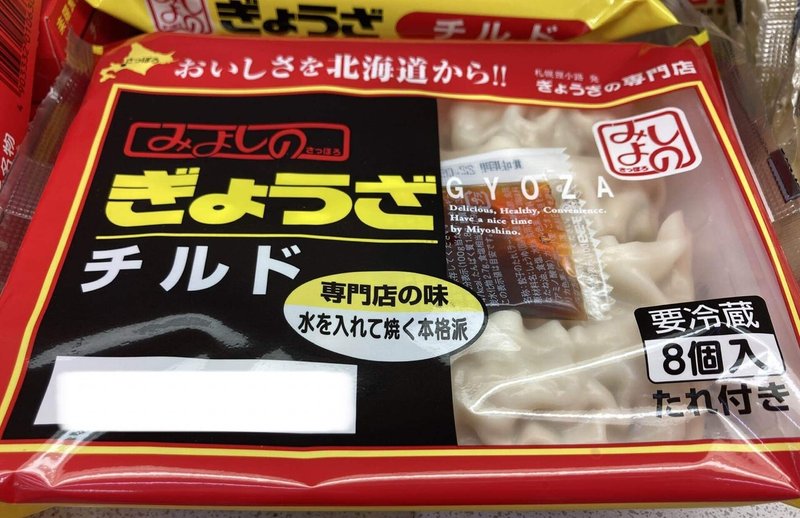 ぎょうざ
チルド
さっぽろ
おいしさを北海道から!!
札幌狸小路 発
ぎょうざの専門店
みよしの
さっぽろ
みよしの
さっぽろ
ぎょうざ
GYOZA
Delicious, Healthy, Convenience.
Have a nice time
by Miyoshino.
チルド
専門店の味
水を入れて焼く本格派
要冷蔵
8個入
たれ付き